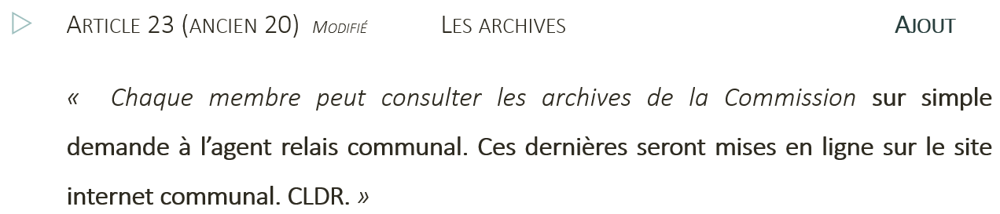 ARTICLE 23 (ANCIEN 20) MODIFIÉ LES ARCHIVES AJOUT
« Chaque membre peut consulter les archives de la Commission sur simple
demande à l’agent relais communal. Ces dernières seront mises en ligne sur le site
internet communal. CLDR. »